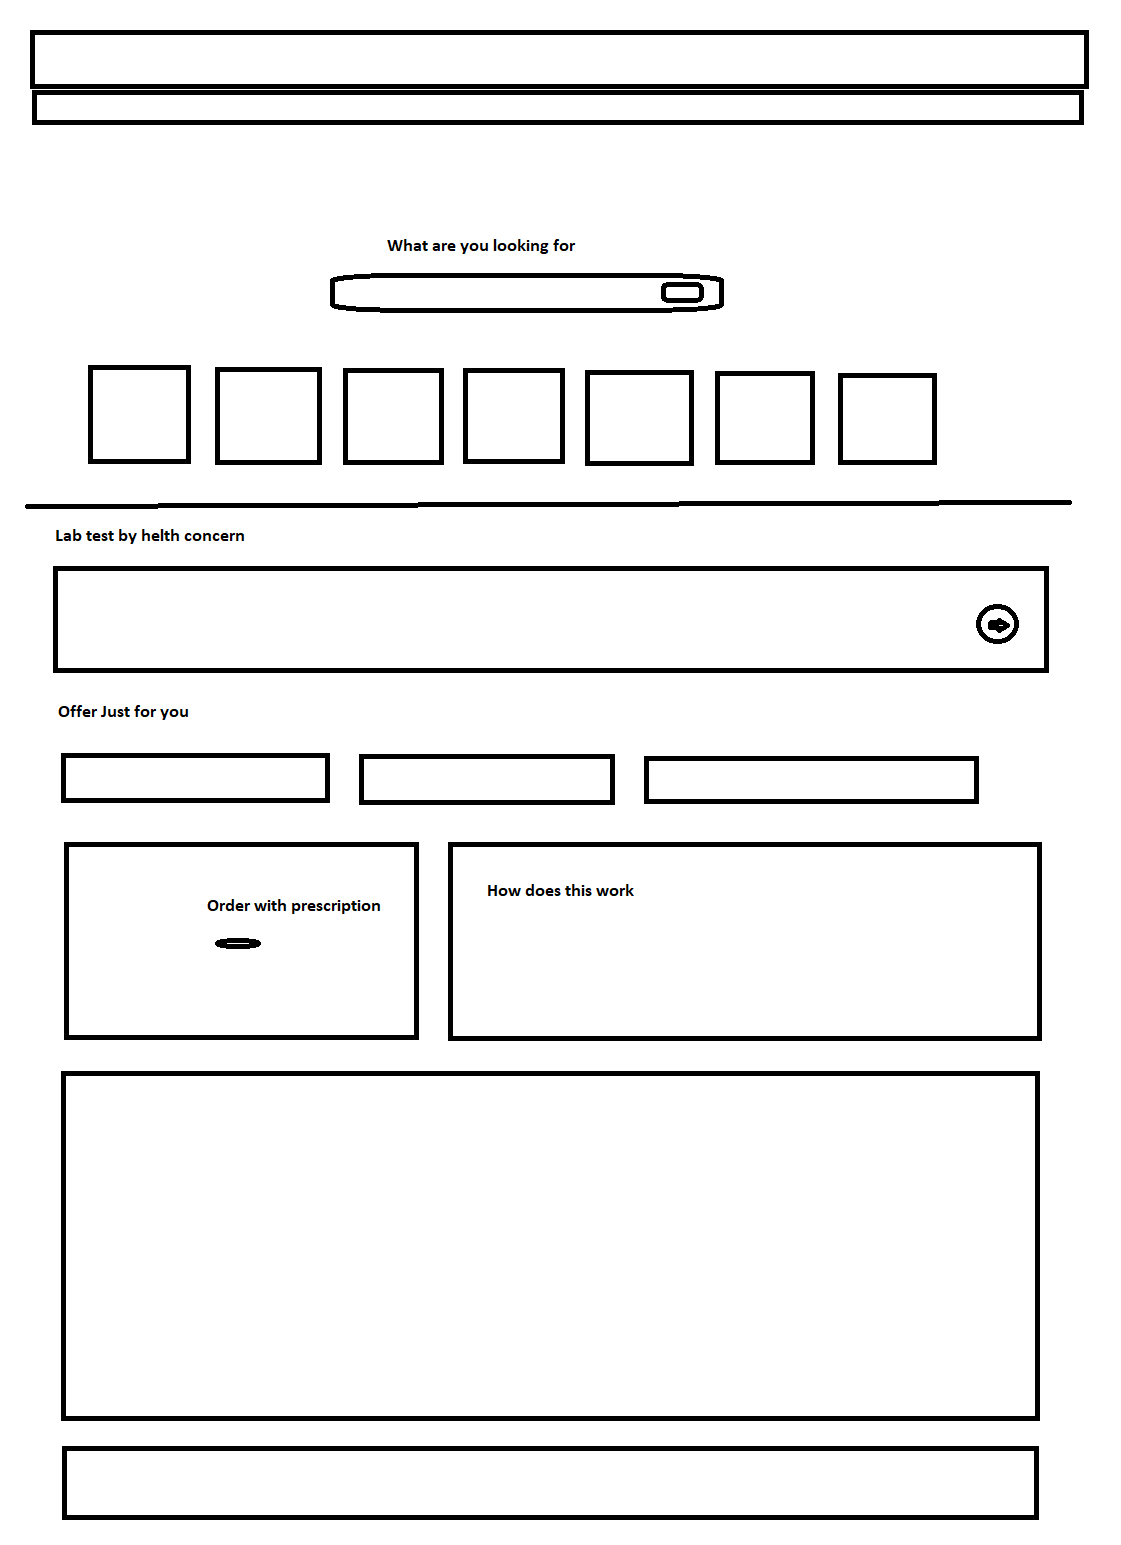 What are you looking for
Lab test by helth concern
Offer Just for you
Order with prescription
How does this work